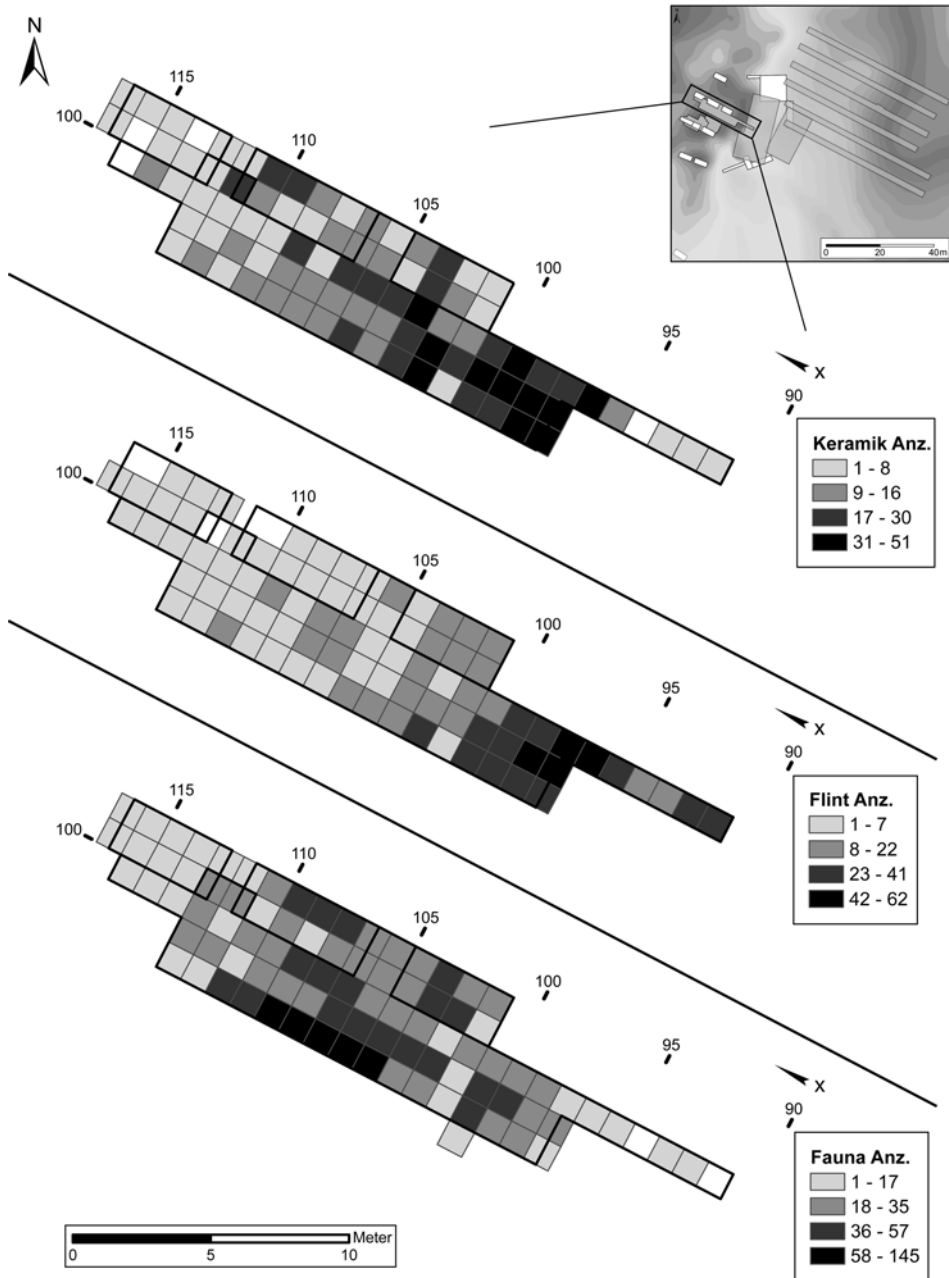 N
N
0 20 40m
115
100
110
105
100
95
X
90
Keramik Anz.
1 - 8
9 - 16
17 - 30
31 - 51
115
100
110
105
100
95
X
90
Flint Anz.
1 - 7
8 - 22
23 - 41
42 - 62
115
100
110
105
100
95
X
90
Fauna Anz.
1 - 17
18 - 35
36 - 57
58 - 145
Meter
0 5 10